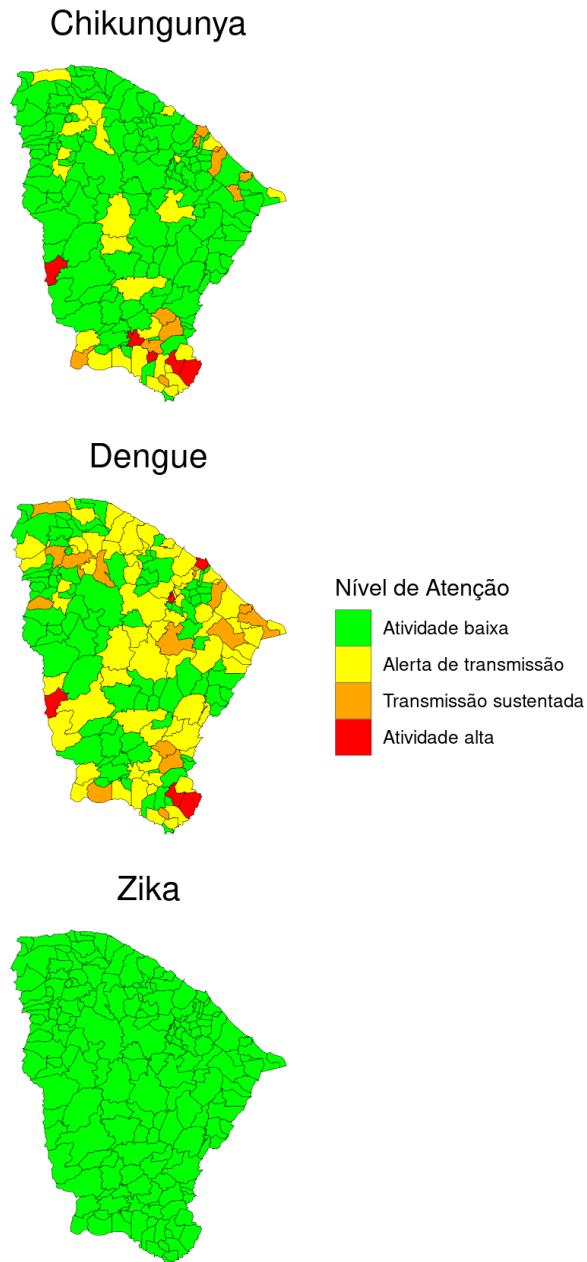 Chikungunya
Dengue
Nível de Atenção
Atividade baixa
Alerta de transmissão
Transmissão sustentada
Atividade alta
Zika